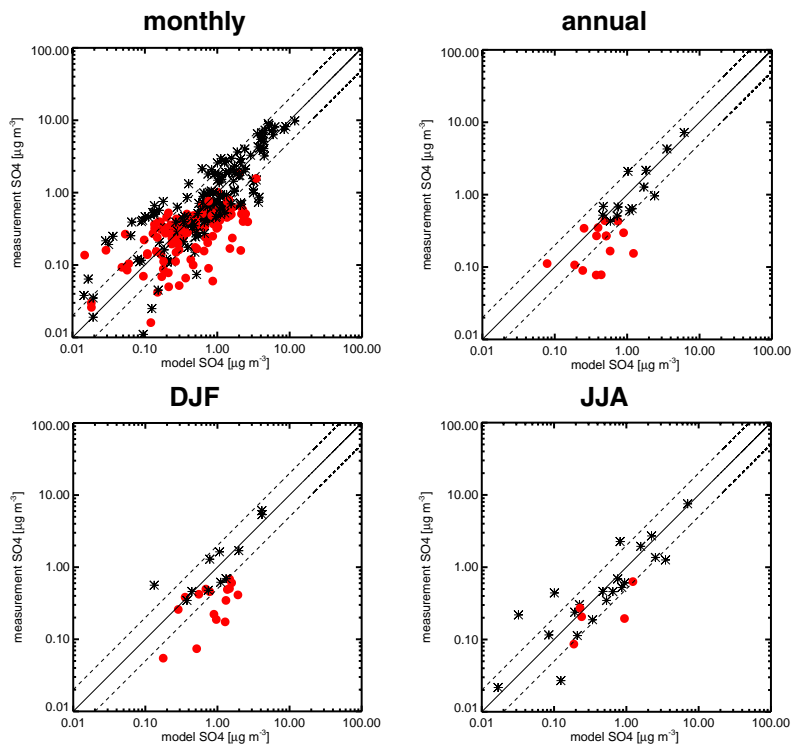 monthly
annual
100.00
10.00
1.00
0.10
0.01
measurement SO4 [μg m-3]
0.01 0.10 1.00 10.00 100.00
model SO4 [μg m-3]
100.00
10.00
1.00
0.10
0.01
measurement SO4 [μg m-3]
0.01 0.10 1.00 10.00 100.00
model SO4 [μg m-3]
DJF
JJA
100.00
10.00
1.00
0.10
0.01
measurement SO4 [μg m-3]
0.01 0.10 1.00 10.00 100.00
model SO4 [μg m-3]
100.00
10.00
1.00
0.10
0.01
measurement SO4 [μg m-3]
0.01 0.10 1.00 10.00 100.00
model SO4 [μg m-3]